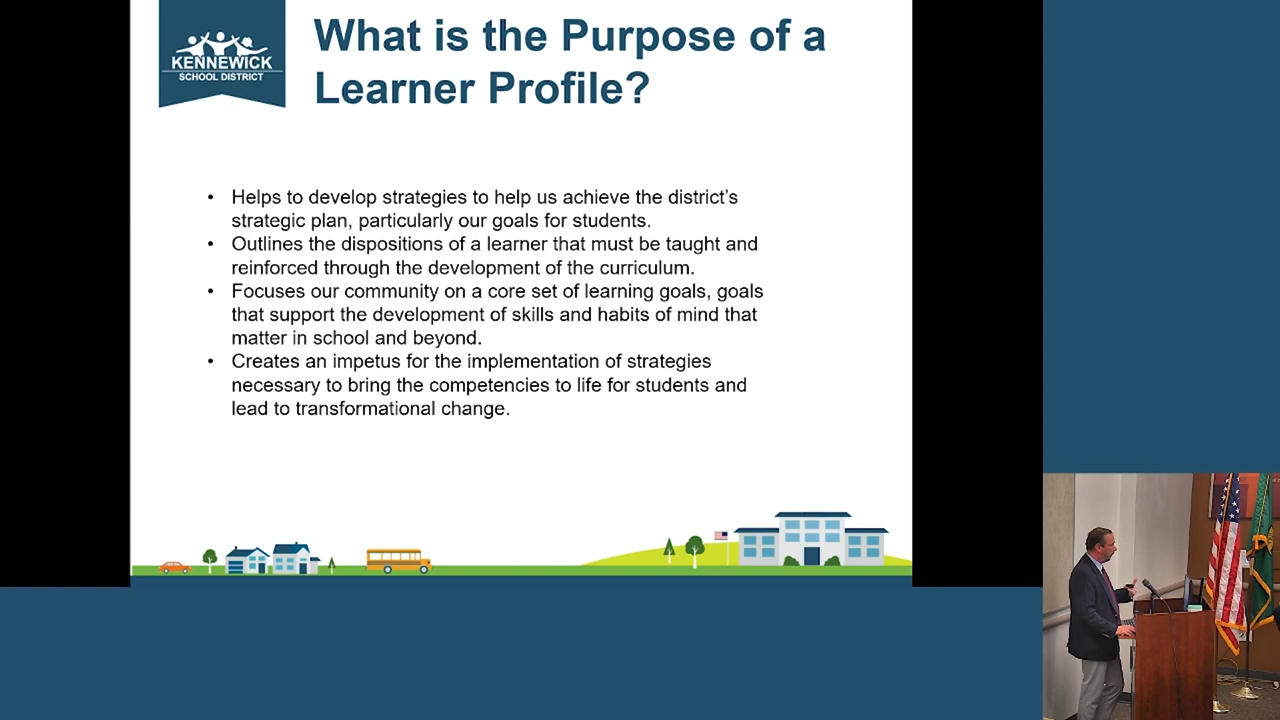 KENNEWICK
SCHOOL DISTRICT
What is the Purpose of a
Learner Profile?
• Helps to develop strategies to help us achieve the district's
strategic plan, particularly our goals for students.
• Outlines the dispositions of a learner that must be taught and
reinforced through the development of the curriculum.
• Focuses our community on a core set of learning goals, goals
that support the development of skills and habits of mind that
matter in school and beyond.
• Creates an impetus for the implementation of strategies
necessary to bring the competencies to life for students and
lead to transformational change.